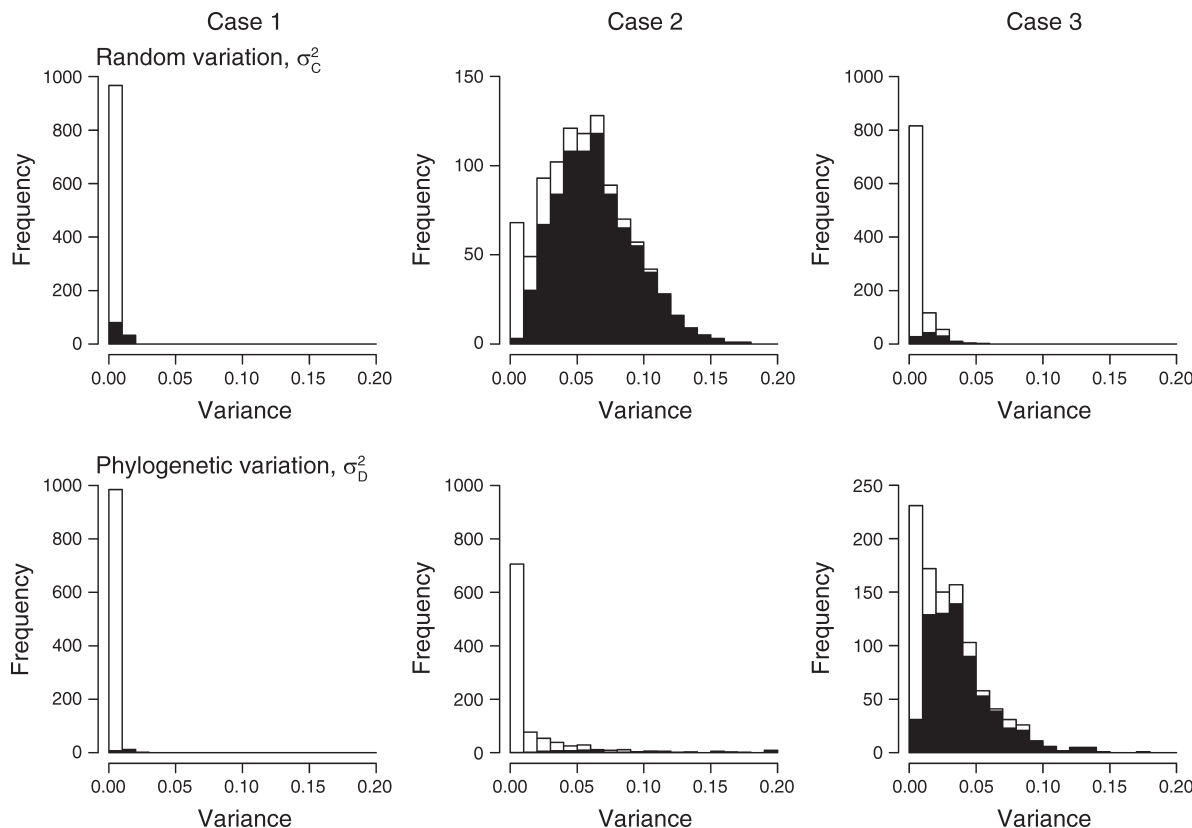 Case 1 Case 2 Case 3
Random variation, σ²C
1000 150 1000
800 800
100
600 600
Frequency Frequency Frequency
400 400
50
200 200
0 0 0
0.00 0.05 0.10 0.15 0.20 0.00 0.05 0.10 0.15 0.20 0.00 0.05 0.10 0.15 0.20
Variance Variance Variance
Phylogenetic variation, σ²D
1000 1000 250
800 800 200
600 600 150
Frequency Frequency Frequency
400 400 100
200 200 50
0 0 0
0.00 0.05 0.10 0.15 0.20 0.00 0.05 0.10 0.15 0.20 0.00 0.05 0.10 0.15 0.20
Variance Variance Variance